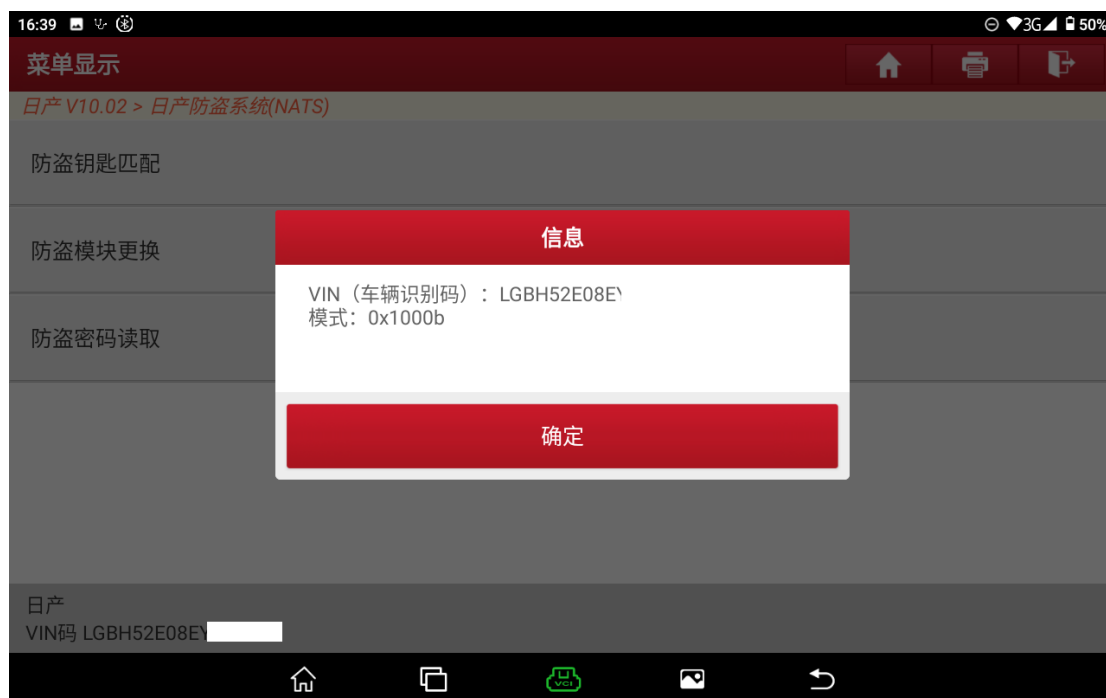 16:39
3G 50%
菜单显示
日产 V10.02 > 日产防盗系统(NATS)
防盗钥匙匹配
防盗模块更换
防盗密码读取
信息
VIN（车辆识别码）：LGBH52E08EY
模式：0x1000b
确定
日产
VIN码 LGBH52E08EY
VCI